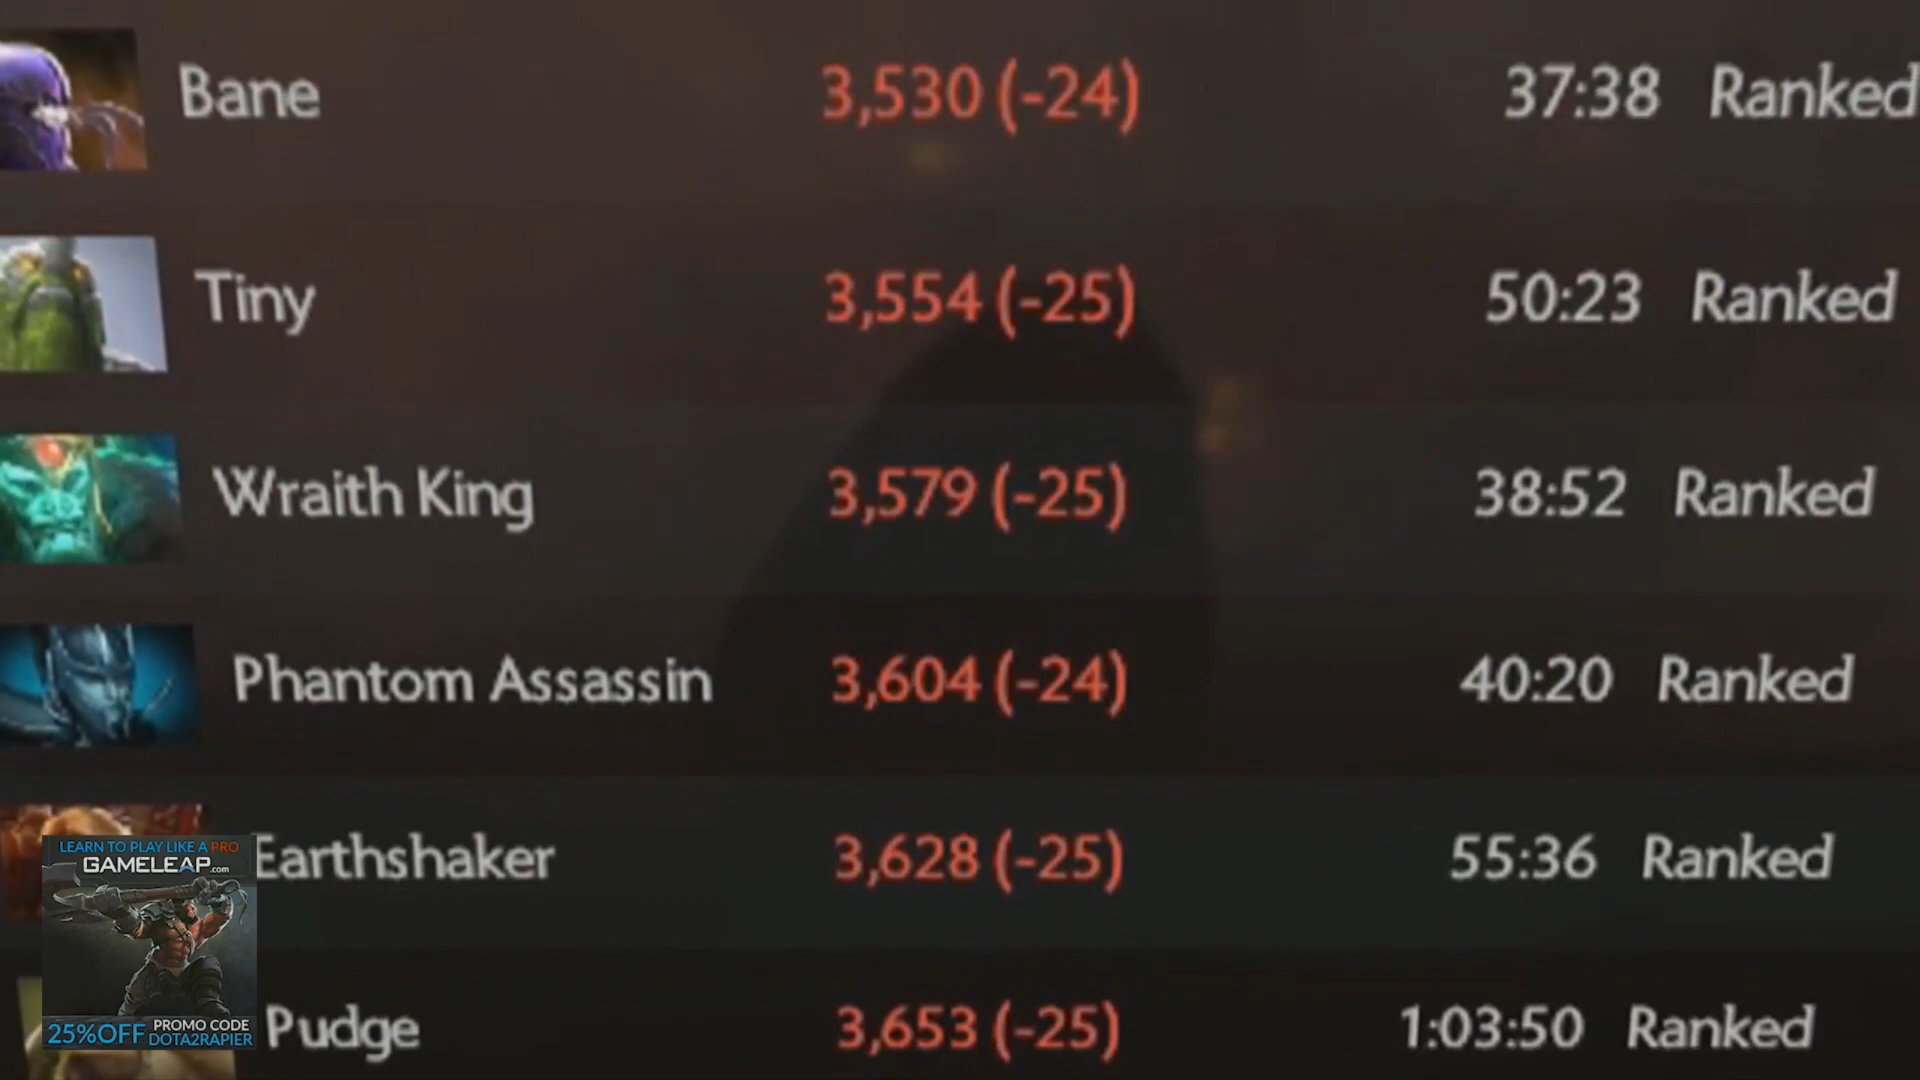 Bane 3,530 (-24) 37:38 Ranked
Tiny 3,554 (-25) 50:23 Ranked
Wraith King 3,579 (-25) 38:52 Ranked
Phantom Assassin 3,604 (-24) 40:20 Ranked
Earthshaker 3,628 (-25) 55:36 Ranked
Pudge 3,653 (-25) 1:03:50 Ranked
LEARN TO PLAY LIKE A PRO
GAMELEAP.com
25%OFF PROMO CODE
DOTA2RAPIER